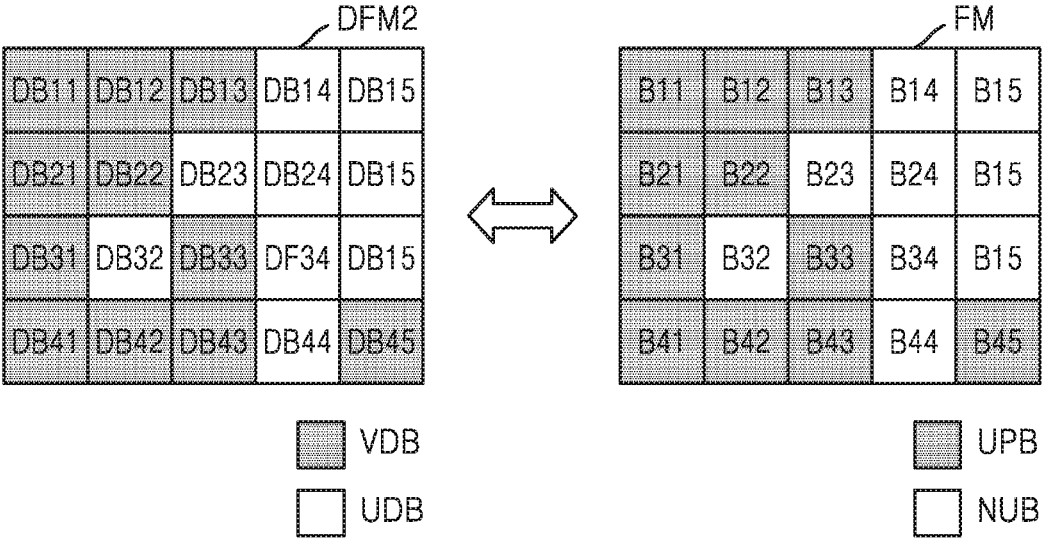 DFM2 FM
DB11 DB12 DB13 DB14 DB15 B11 B12 B13 B14 B15
DB21 DB22 DB23 DB24 DB15 B21 B22 B23 B24 B15
DB31 DB32 DB33 DF34 DB15 B31 B32 B33 B34 B15
DB41 DB42 DB43 DB44 DB45 B41 B42 B43 B44 B45
VDB UPB
UDB NUB